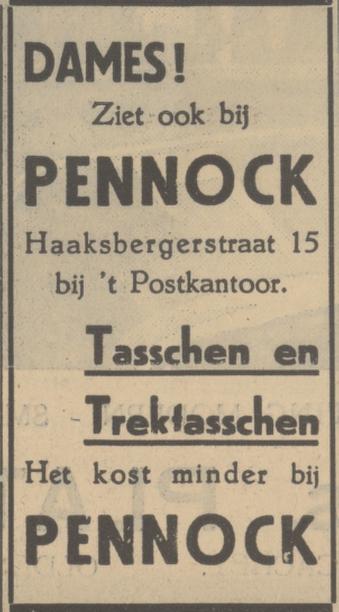 DAMES!
Ziet ook bij
PENNOCK
Haaksbergerstraat 15
bij 't Postkantoor.
Tasschen en
Trektasschen
Het kost minder bij
PENNOCK